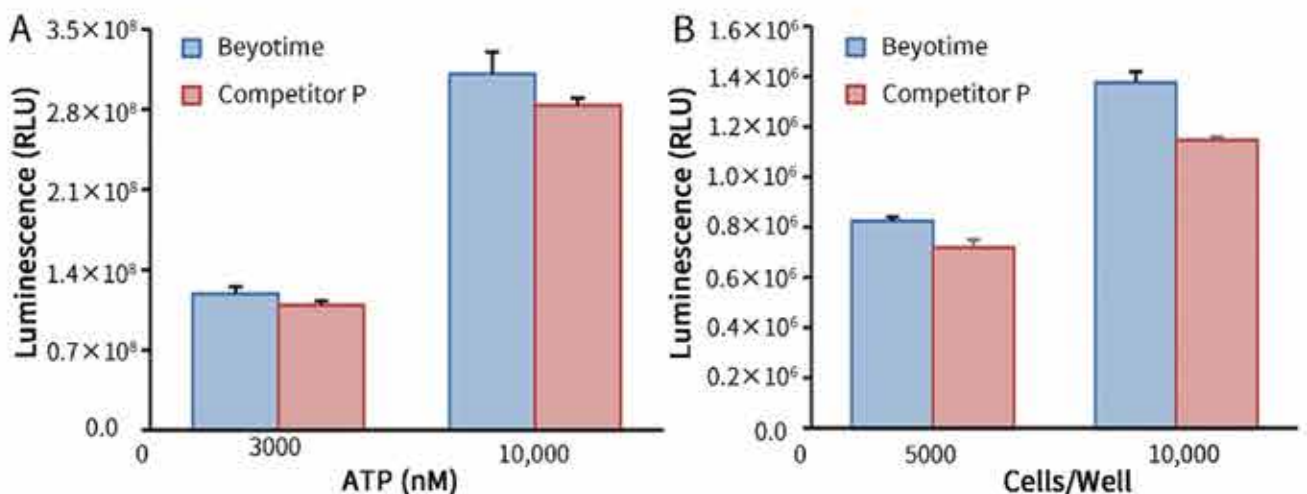 A
Luminescence (RLU)
3.5×10⁸
2.8×10⁸
2.1×10⁸
1.4×10⁸
0.7×10⁸
0.0
Beyotime
Competitor P
0
3000
10,000
ATP (nM)
B
Luminescence (RLU)
1.6×10⁶
1.4×10⁶
1.2×10⁶
1.0×10⁶
0.8×10⁶
0.6×10⁶
0.4×10⁶
0.2×10⁶
0.0
Beyotime
Competitor P
0
5000
10,000
Cells/Well